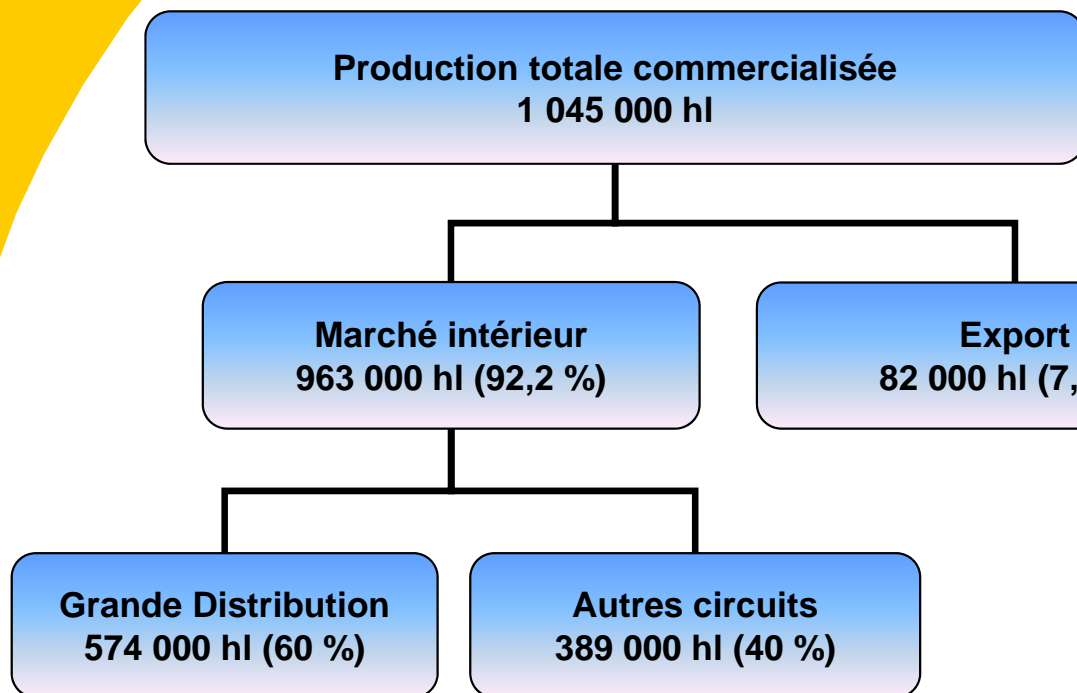 Production totale commercialisée
1 045 000 hl
Marché intérieur
963 000 hl (92,2 %)
Export
82 000 hl (7,
Grande Distribution
574 000 hl (60 %)
Autres circuits
389 000 hl (40 %)